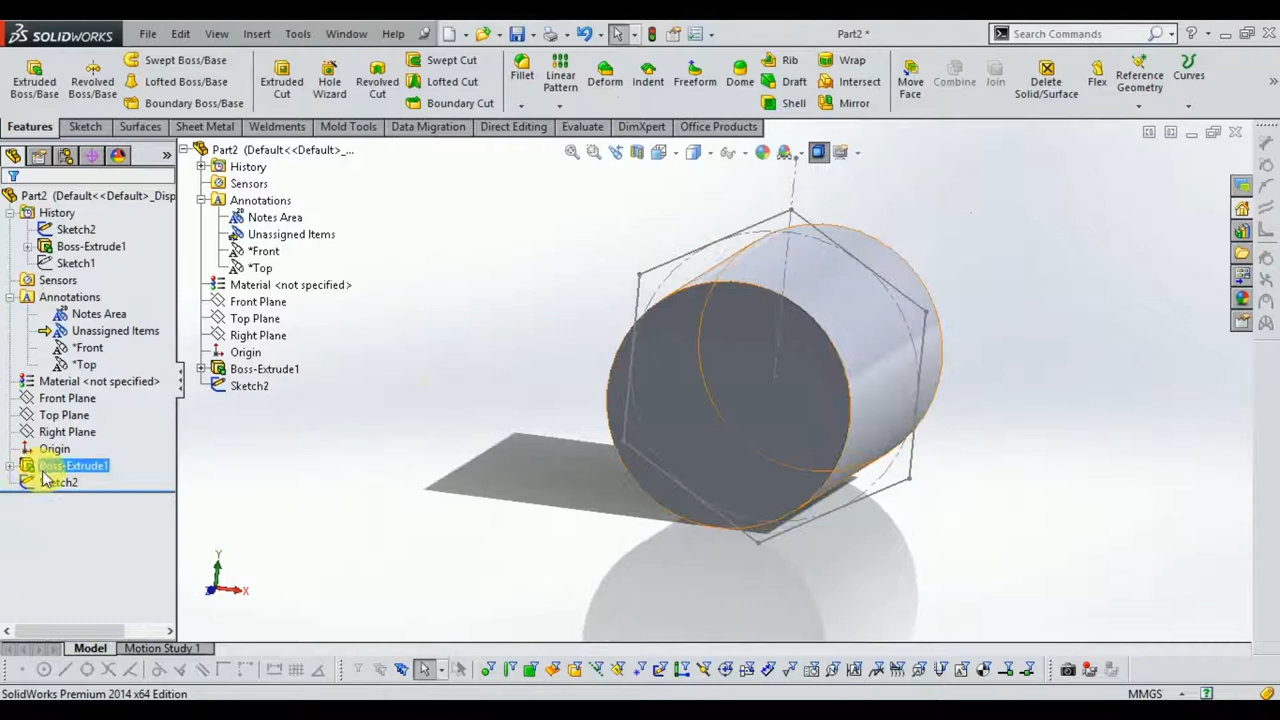 SOLIDWORKS File Edit View Insert Tools Window Help Part2 * Search Commands
Extruded Boss/Base Revolved Boss/Base Swept Boss/Base Lofted Boss/Base Boundary Boss/Base
Extruded Cut Hole Wizard Revolved Cut Swept Cut Lofted Cut Boundary Cut
Fillet Linear Pattern Deform Indent Freeform Dome Rib Draft Shell Wrap Intersect Mirror
Move Face Combine Join Delete Solid/Surface Flex Reference Geometry Curves
Features Sketch Surfaces Sheet Metal Weldments Mold Tools Data Migration Direct Editing Evaluate DimXpert Office Products
Part2 (Default<<Default>_Disp
History
Sketch2
Boss-Extrude1
Sketch1
Sensors
Annotations
Notes Area
Unassigned Items
*Front
*Top
Material <not specified>
Front Plane
Top Plane
Right Plane
Origin
Boss-Extrude1
Sketch2
Part2 (Default<<Default>_...
History
Sensors
Annotations
Notes Area
Unassigned Items
*Front
*Top
Material <not specified>
Front Plane
Top Plane
Right Plane
Origin
Boss-Extrude1
Sketch2
Y
X
Z
Model Motion Study 1
SolidWorks Premium 2014 x64 Edition MMGS